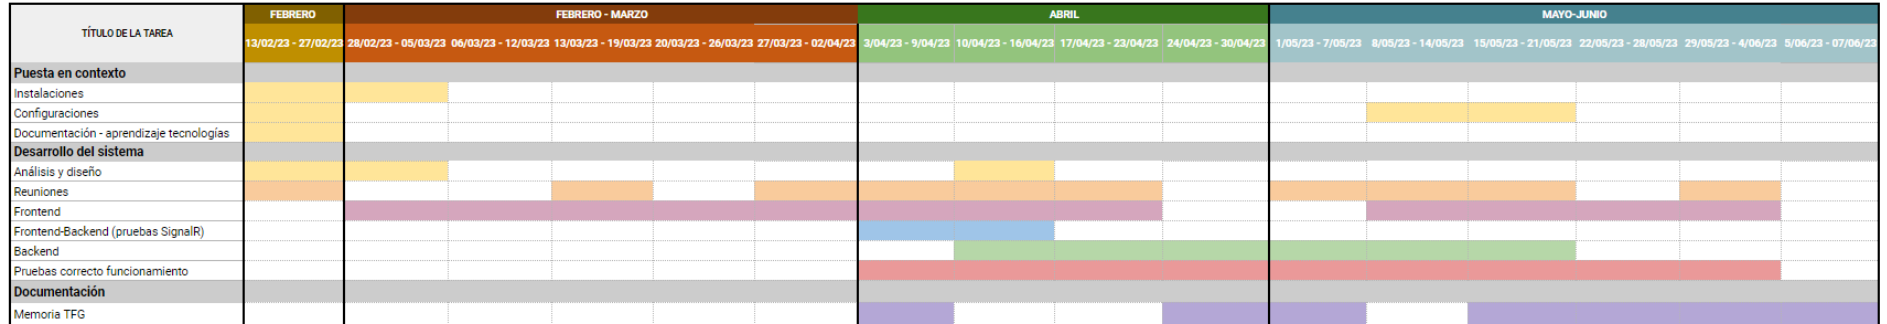 TÍTULO DE LA TAREA
FEBRERO
FEBRERO - MARZO
ABRIL
MAYO-JUNIO
13/02/23 - 27/02/23
28/02/23 - 05/03/23
06/03/23 - 12/03/23
13/03/23 - 19/03/23
20/03/23 - 26/03/23
27/03/23 - 02/04/23
3/04/23 - 9/04/23
10/04/23 - 16/04/23
17/04/23 - 23/04/23
24/04/23 - 30/04/23
1/05/23 - 7/05/23
8/05/23 - 14/05/23
15/05/23 - 21/05/23
22/05/23 - 28/05/23
29/05/23 - 4/06/23
5/06/23 - 07/06/23
Puesta en contexto
Instalaciones
Configuraciones
Documentación - aprendizaje tecnologías
Desarrollo del sistema
Análisis y diseño
Reuniones
Frontend
Frontend-Backend (pruebas SignalR)
Backend
Pruebas correcto funcionamiento
Documentación
Memoria TFG